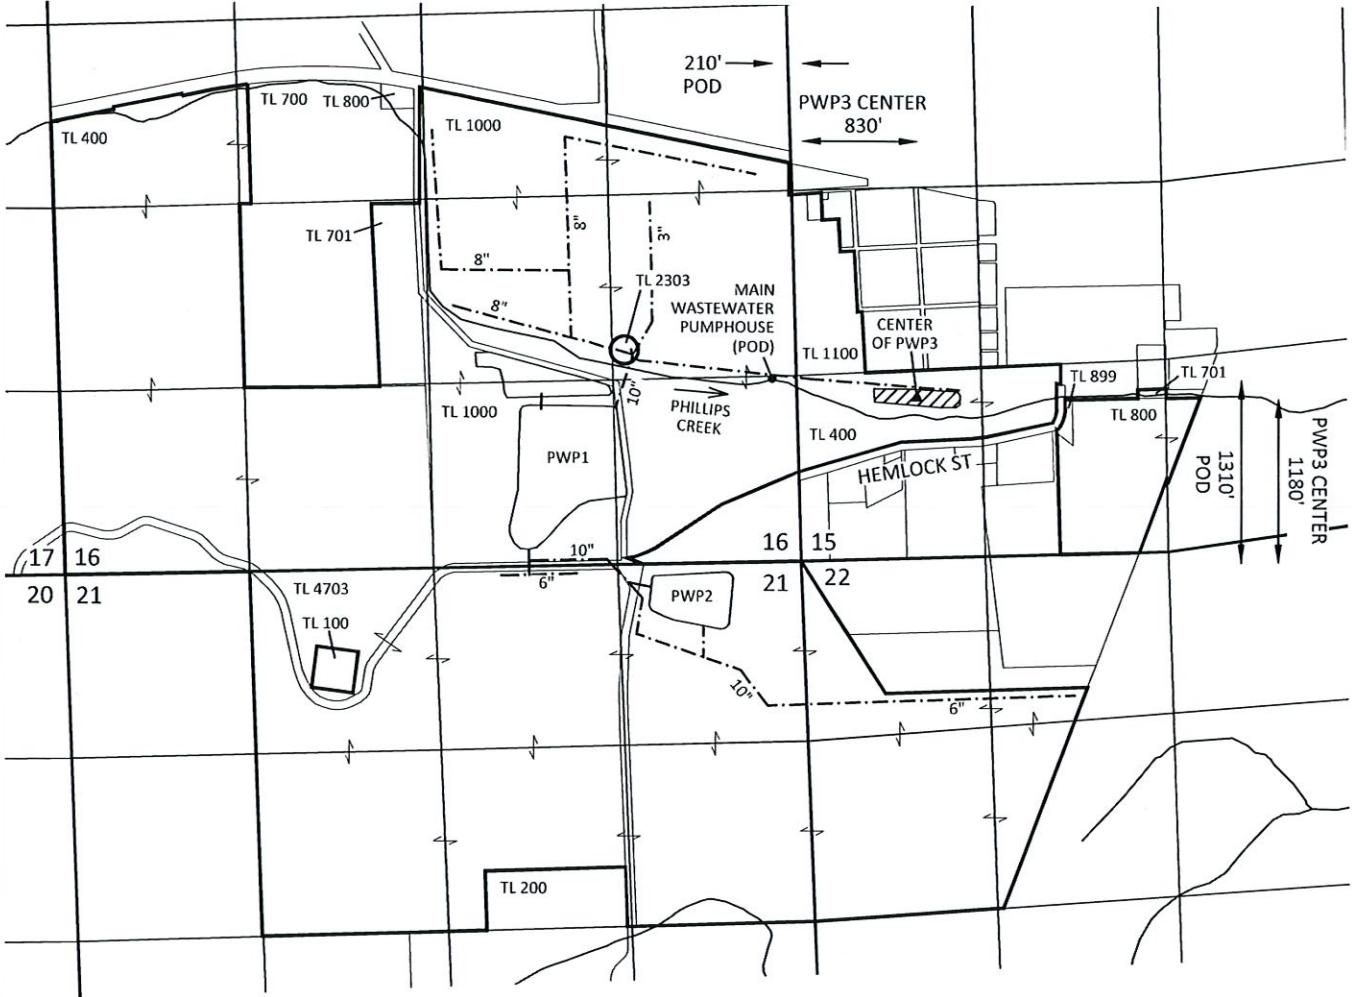 210'
POD
PWP3 CENTER
830'
TL 700
TL 800
TL 400
TL 1000
TL 701
8"
3"
8"
8"
TL 2303
MAIN
WASTEWATER
PUMPHOUSE
(POD)
CENTER
OF PWP3
TL 1100
TL 899
TL 701
TL 1000
10"
PHILLIPS
CREEK
TL 400
TL 800
PWP1
HEMLOCK ST
1310'
POD
PWP3 CENTER
1180'
17 16
20 21
10"
6"
16 15
21 22
TL 4703
TL 100
PWP2
10"
6"
TL 200